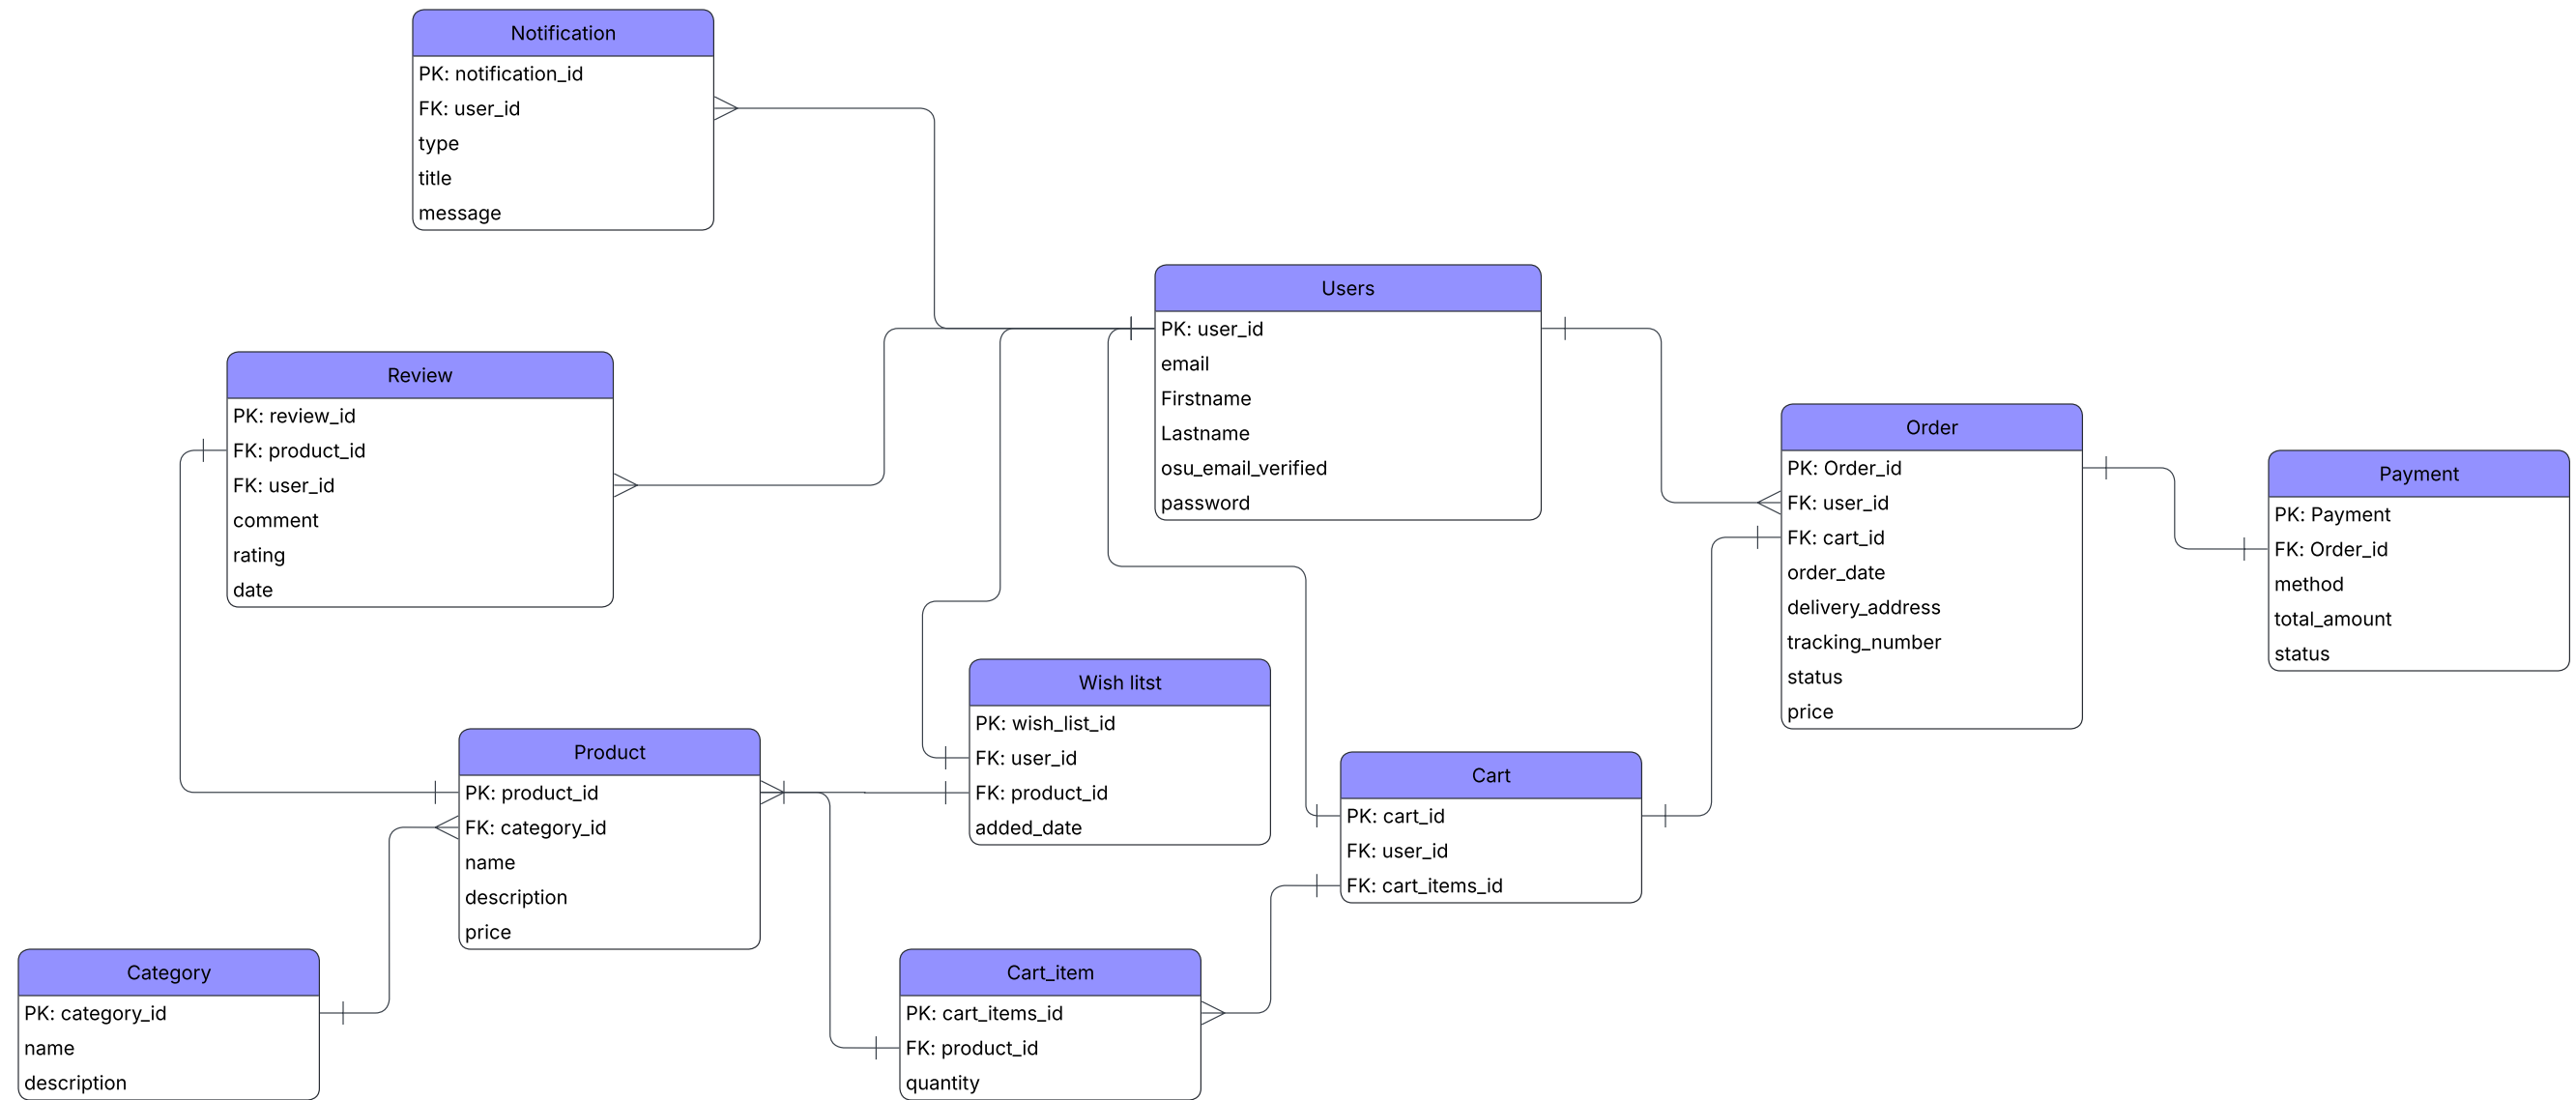 Notification
PK: notification_id
FK: user_id
type
title
message
Users
PK: user_id
email
Firstname
Lastname
osu_email_verified
password
Review
PK: review_id
FK: product_id
FK: user_id
comment
rating
date
Order
PK: Order_id
FK: user_id
FK: cart_id
order_date
delivery_address
tracking_number
status
price
Payment
PK: Payment
FK: Order_id
method
total_amount
status
Wish litst
PK: wish_list_id
FK: user_id
FK: product_id
added_date
Product
PK: product_id
FK: category_id
name
description
price
Cart
PK: cart_id
FK: user_id
FK: cart_items_id
Category
PK: category_id
name
description
Cart_item
PK: cart_items_id
FK: product_id
quantity